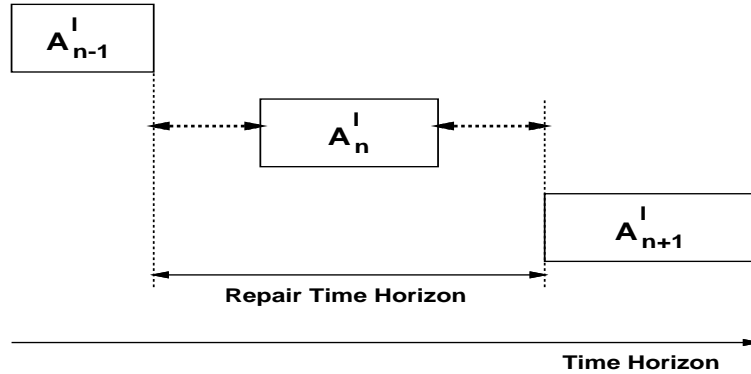 A^l_{n-1}
A^l_n
A^l_{n+1}
Repair Time Horizon
Time Horizon